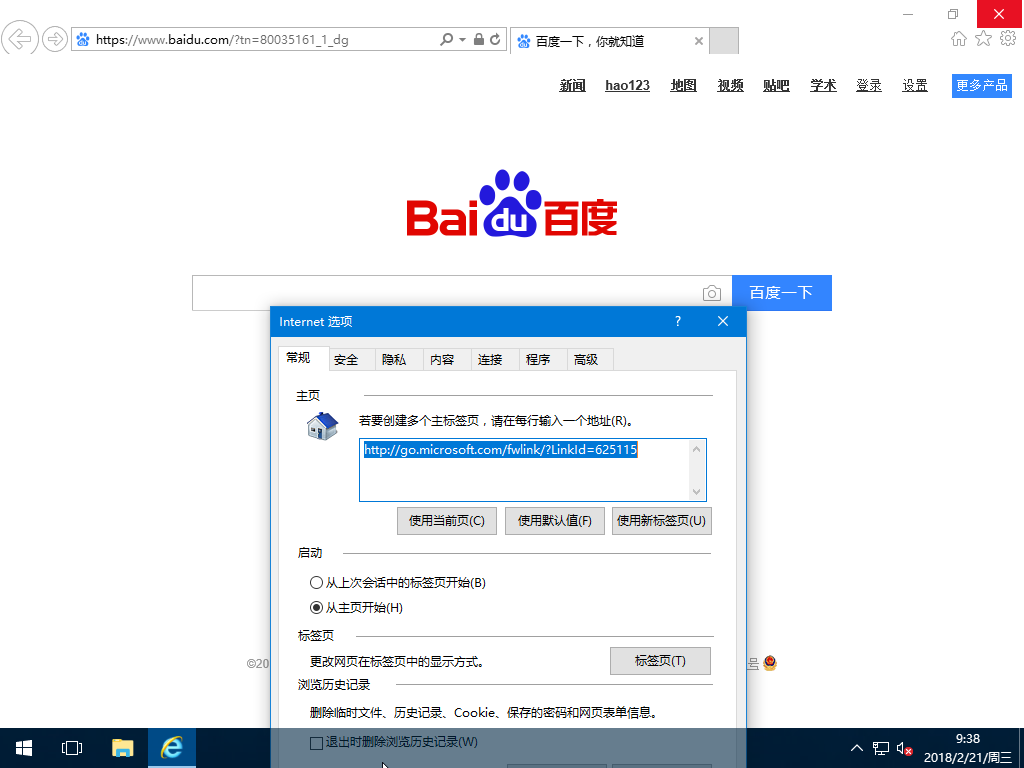 https://www.baidu.com/?tn=80035161_1_dg
百度一下，你就知道
新闻 hao123 地图 视频 贴吧 学术 登录 设置 更多产品
Bai du 百度
百度一下
Internet 选项
常规 安全 隐私 内容 连接 程序 高级
主页
若要创建多个主标签页，请在每行输入一个地址(R)。
http://go.microsoft.com/fwlink/?LinkId=625115
使用当前页(C) 使用默认值(F) 使用新标签页(U)
启动
从上次会话中的标签页开始(B)
从主页开始(H)
标签页
更改网页在标签页中的显示方式。 标签页(T)
©20
浏览历史记录
删除临时文件、历史记录、Cookie、保存的密码和网页表单信息。
退出时删除浏览历史记录(W)
9:38
2018/2/21/周三